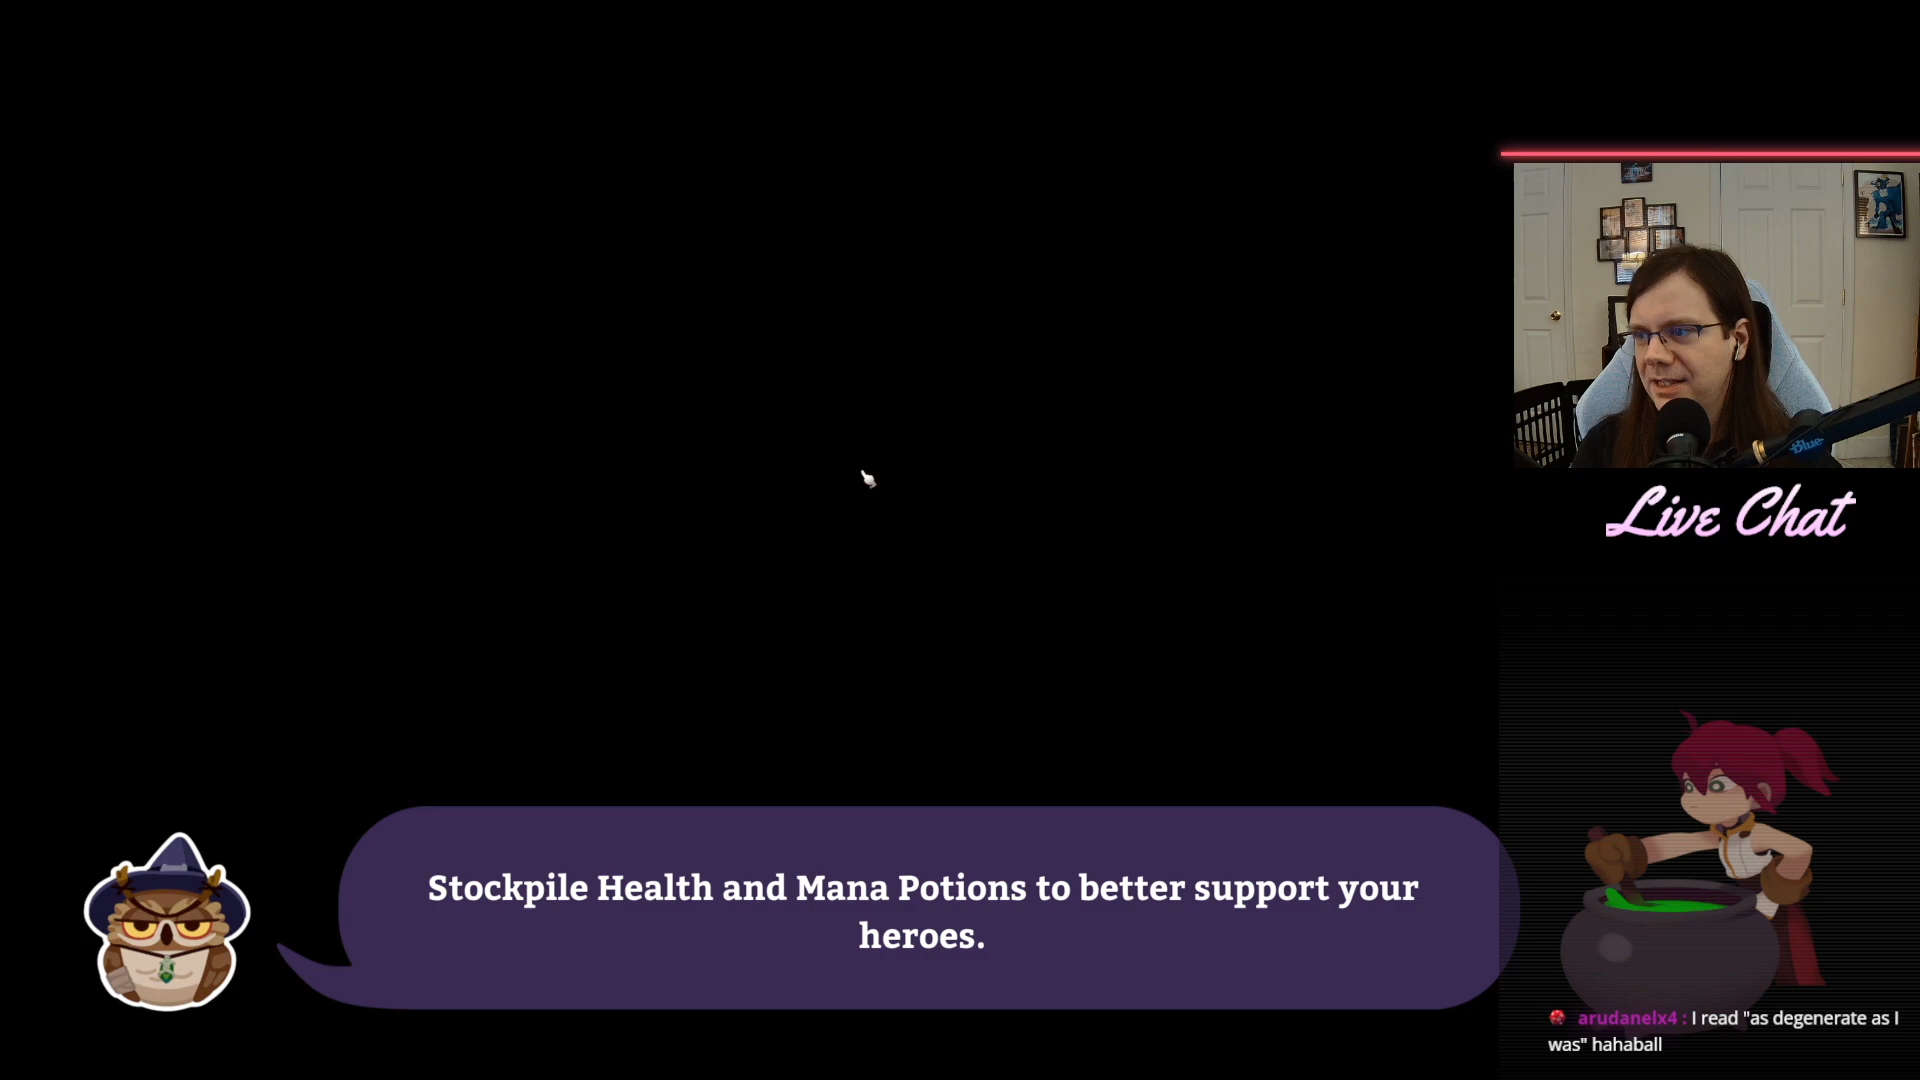 Blue
Live Chat
Stockpile Health and Mana Potions to better support your
heroes.
arudanelx4 : I read "as degenerate as I
was" hahaball